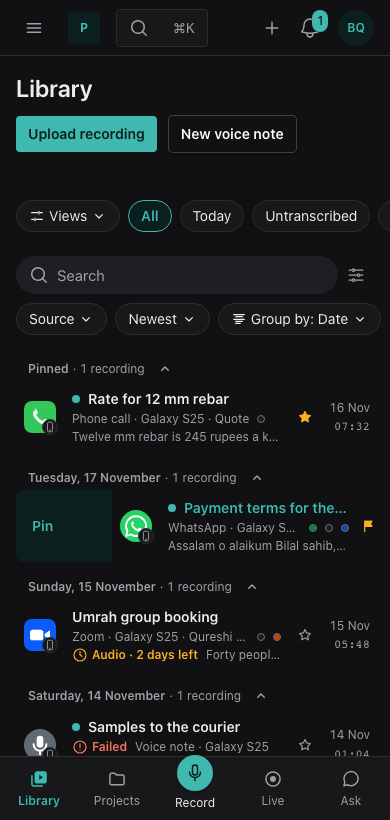 P
⌘K
1
BQ
Library
Upload recording
New voice note
Views
All
Today
Untranscribed
Search
Source
Newest
Group by: Date
Pinned · 1 recording
Rate for 12 mm rebar
16 Nov
Phone call · Galaxy S25 · Quote
07:32
Twelve mm rebar is 245 rupees a k...
Tuesday, 17 November · 1 recording
Pin
Payment terms for the...
WhatsApp · Galaxy S...
Assalam o alaikum Bilal sahib,...
Sunday, 15 November · 1 recording
Umrah group booking
15 Nov
Zoom · Galaxy S25 · Qureshi ...
05:48
Audio · 2 days left Forty peopl...
Saturday, 14 November · 1 recording
Samples to the courier
14 Nov
Failed Voice note · Galaxy S25
01:04
Library
Projects
Record
Live
Ask